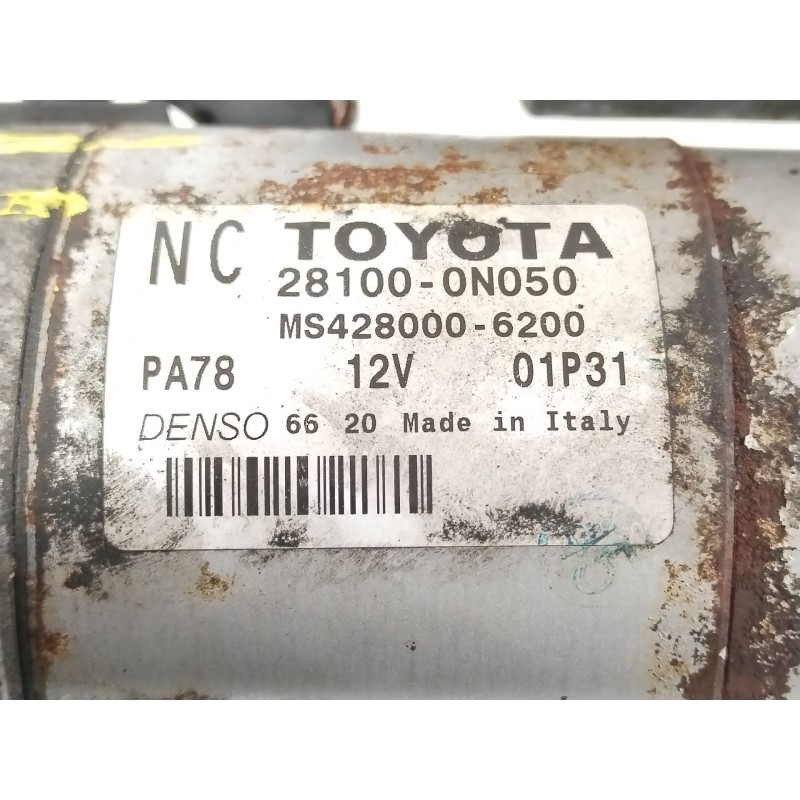 NC TOYOTA
28100-0N050
MS428000-6200
PA78 12V 01P31
DENSO 66 20 Made in Italy